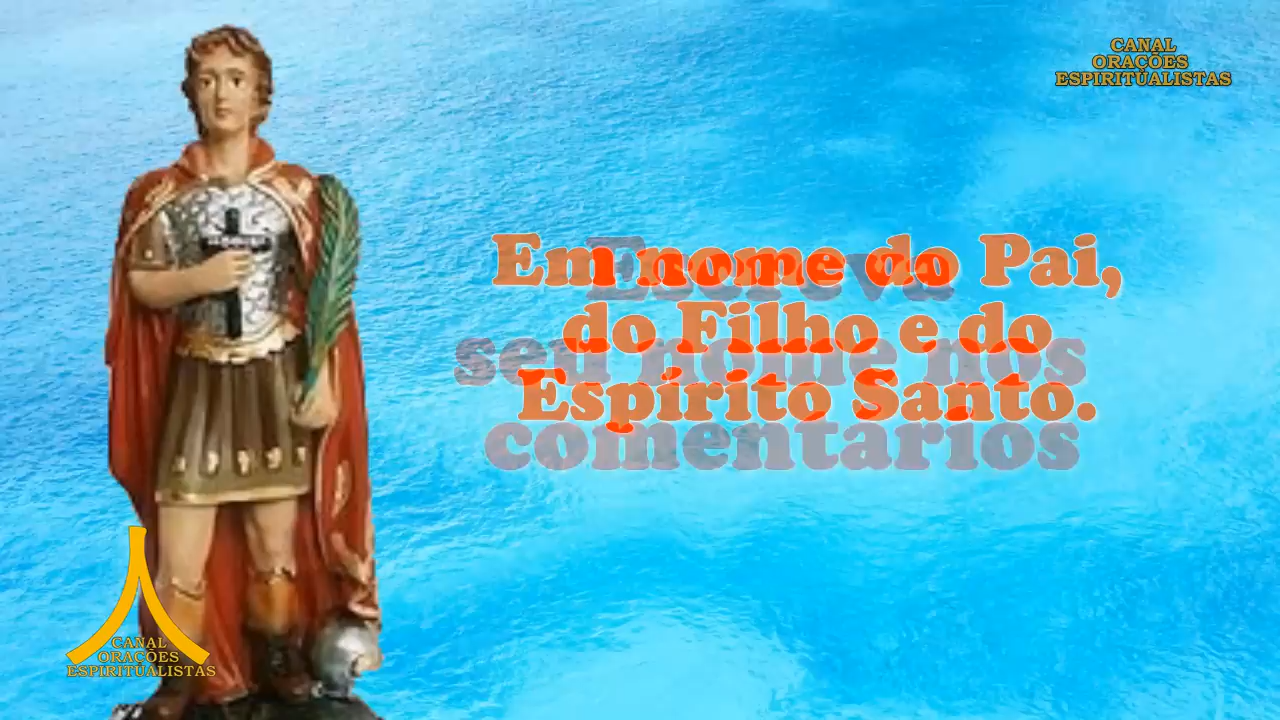 CANAL
ORAÇÕES
ESPIRITUALISTAS
Em nome do Pai,
do Filho e do
Espírito Santo.
Escreva
seu nome nos
comentários
CANAL
ORAÇÕES
ESPIRITUALISTAS